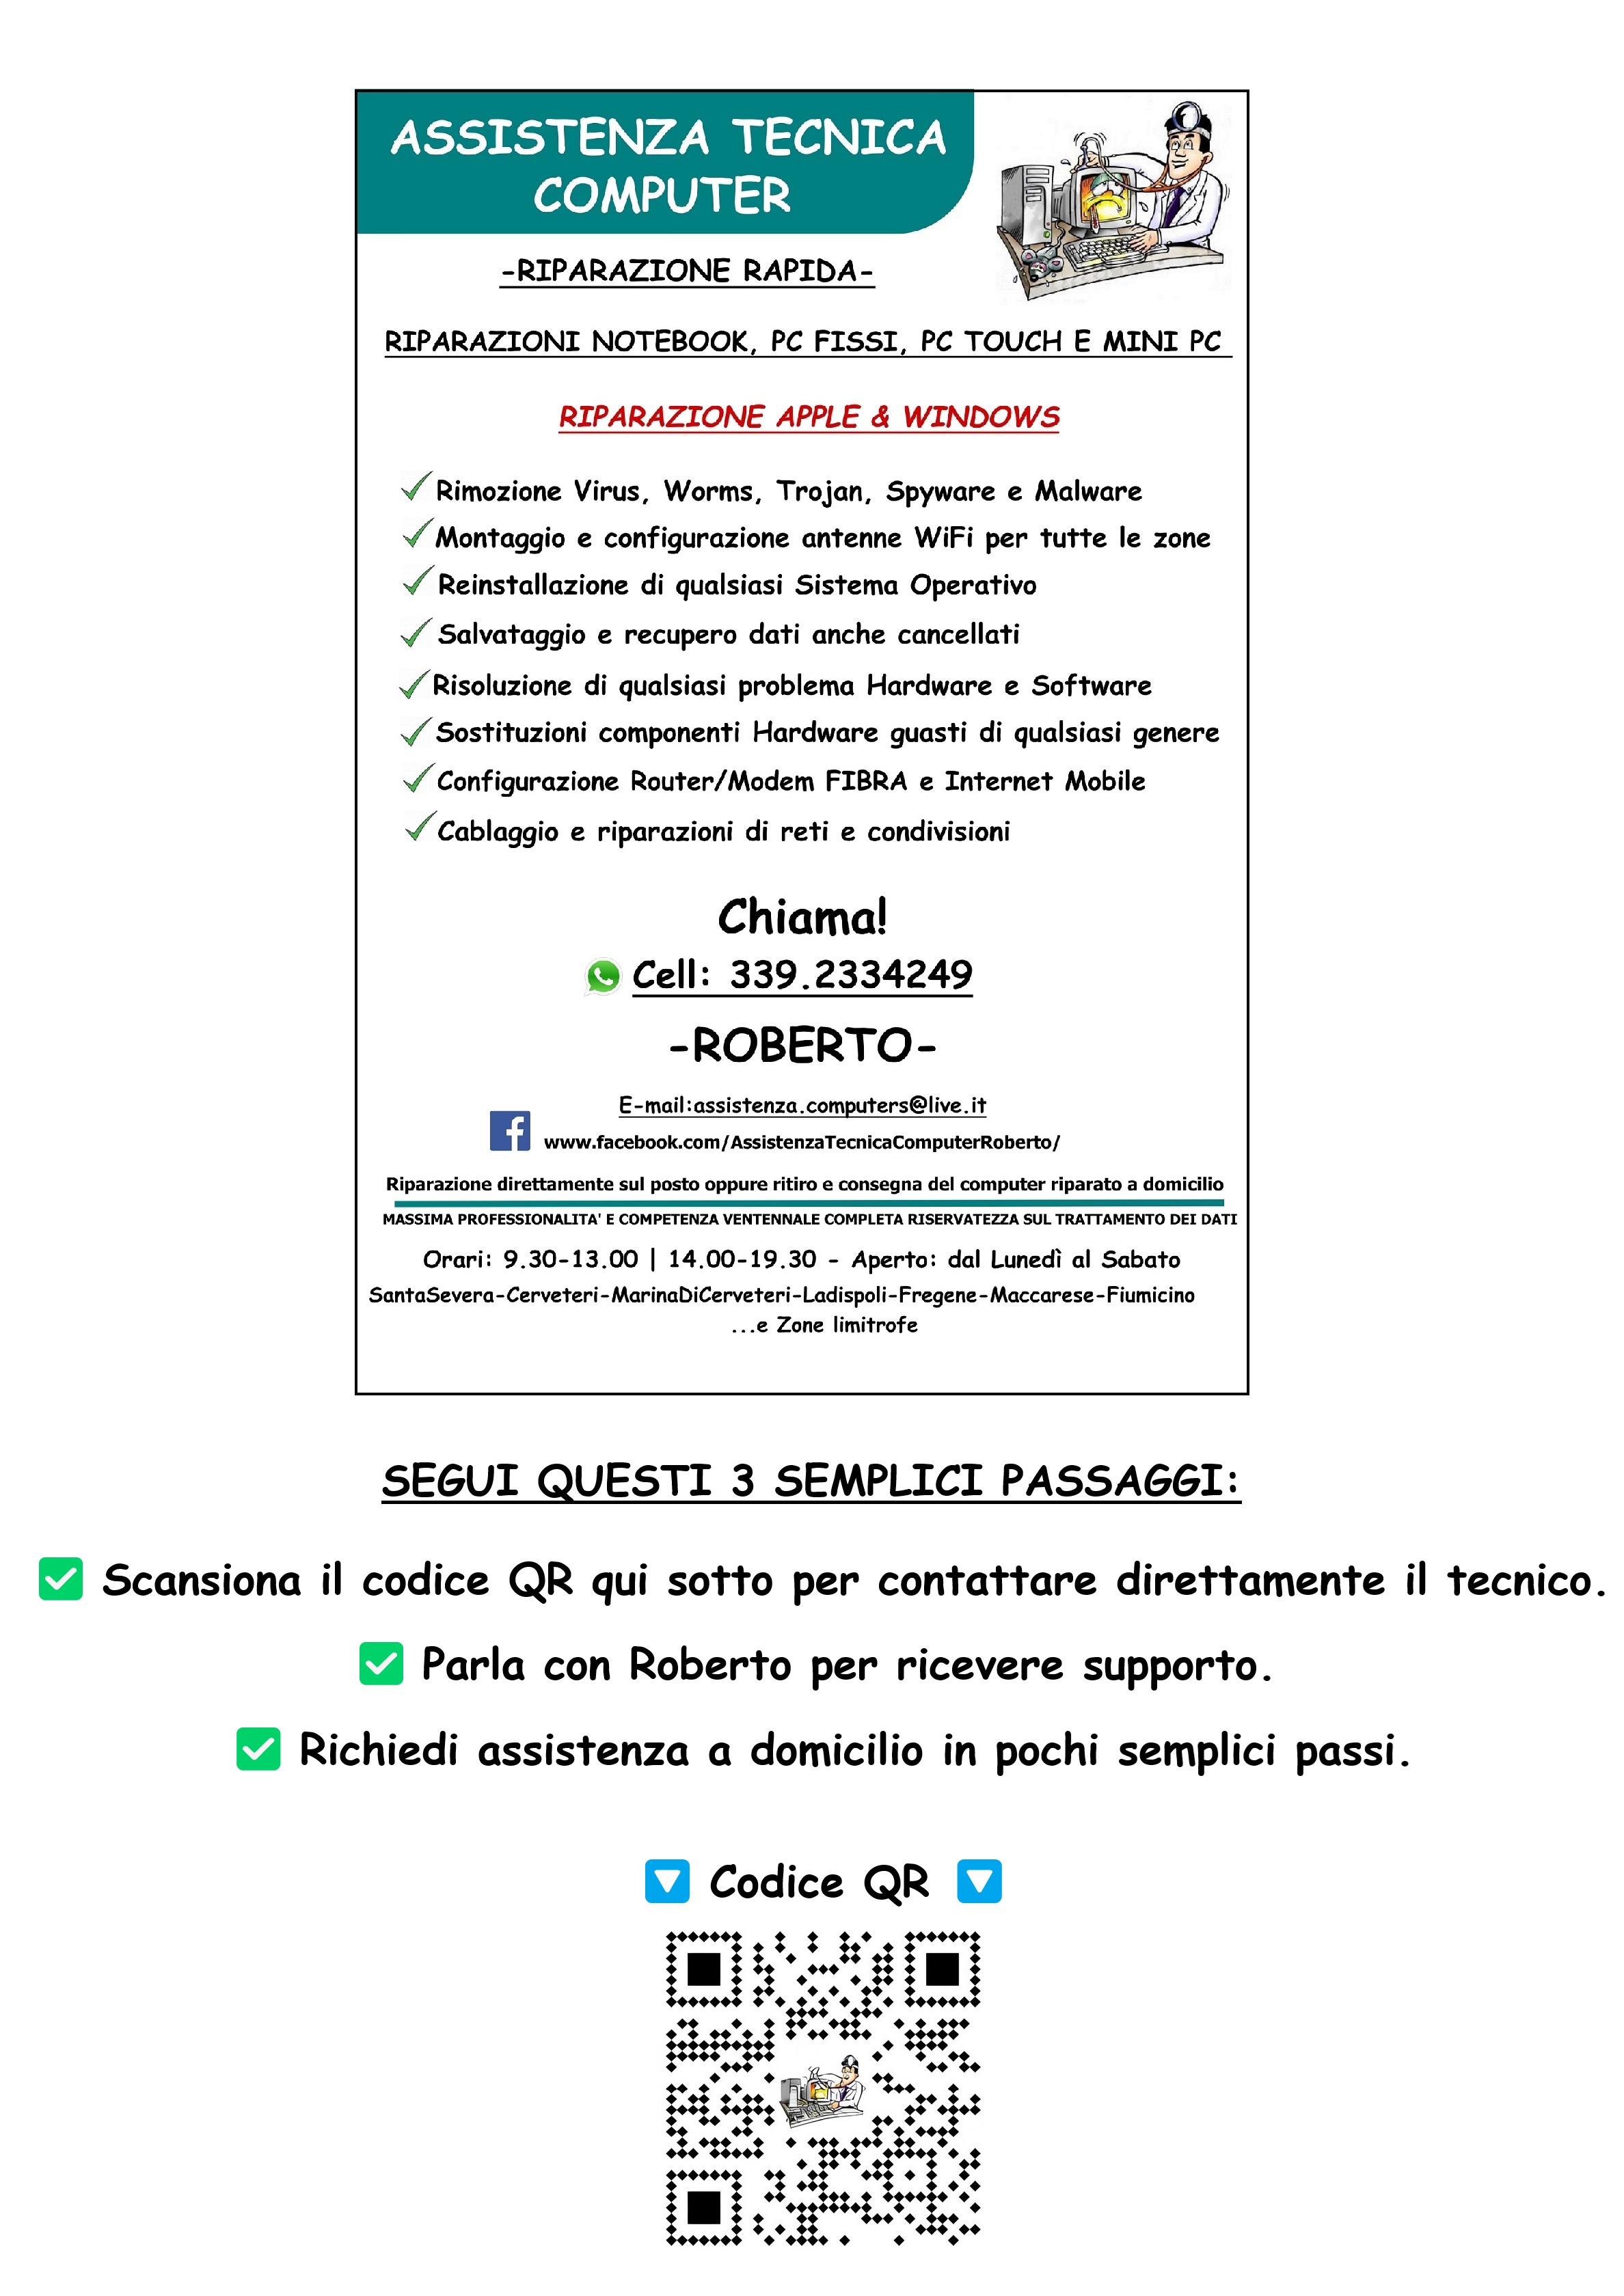 ASSISTENZA TECNICA
COMPUTER
-RIPARAZIONE RAPIDA-
RIPARAZIONI NOTEBOOK, PC FISSI, PC TOUCH E MINI PC
RIPARAZIONE APPLE & WINDOWS
Rimozione Virus, Worms, Trojan, Spyware e Malware
Montaggio e configurazione antenne WiFi per tutte le zone
Reinstallazione di qualsiasi Sistema Operativo
Salvataggio e recupero dati anche cancellati
Risoluzione di qualsiasi problema Hardware e Software
Sostituzioni componenti Hardware guasti di qualsiasi genere
Configurazione Router/Modem FIBRA e Internet Mobile
Cablaggio e riparazioni di reti e condivisioni
Chiama!
Cell: 339.2334249
-ROBERTO-
E-mail:assistenza.computers@live.it
www.facebook.com/AssistenzaTecnicaComputerRoberto/
Riparazione direttamente sul posto oppure ritiro e consegna del computer riparato a domicilio
MASSIMA PROFESSIONALITA' E COMPETENZA VENTENNALE COMPLETA RISERVATEZZA SUL TRATTAMENTO DEI DATI
Orari: 9.30-13.00 | 14.00-19.30 - Aperto: dal Lunedì al Sabato
SantaSevera-Cerveteri-MarinaDiCerveteri-Ladispoli-Fregene-Maccarese-Fiumicino
...e Zone limitrofe
SEGUI QUESTI 3 SEMPLICI PASSAGGI:
✅ Scansiona il codice QR qui sotto per contattare direttamente il tecnico.
✅ Parla con Roberto per ricevere supporto.
✅ Richiedi assistenza a domicilio in pochi semplici passi.
🔽 Codice QR 🔽